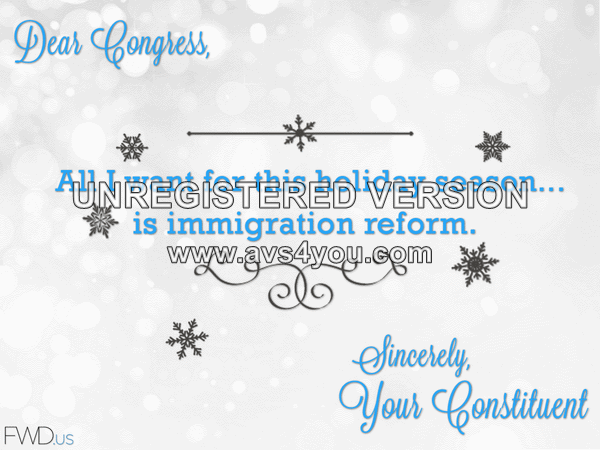 Dear Congress,
All I want for this holiday season...
UNREGISTERED VERSION
is immigration reform.
www.avs4you.com
Sincerely,
Your Constituent
FWD.us